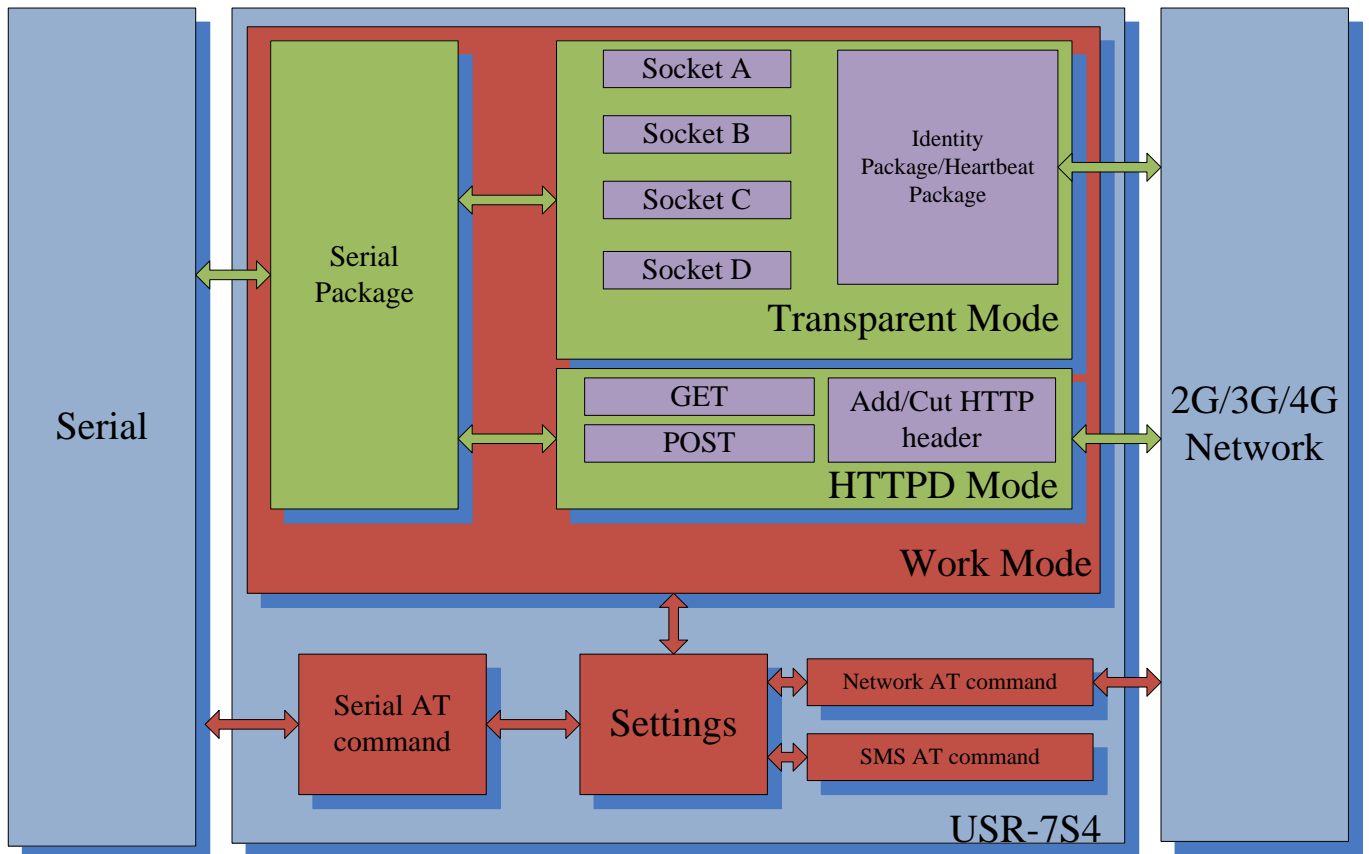 Serial
Serial
Package
Socket A
Socket B
Socket C
Socket D
Identity
Package/Heartbeat
Package
Transparent Mode
GET
POST
Add/Cut HTTP
header
HTTPD Mode
Work Mode
Serial AT
command
Settings
Network AT command
SMS AT command
USR-7S4
2G/3G/4G
Network